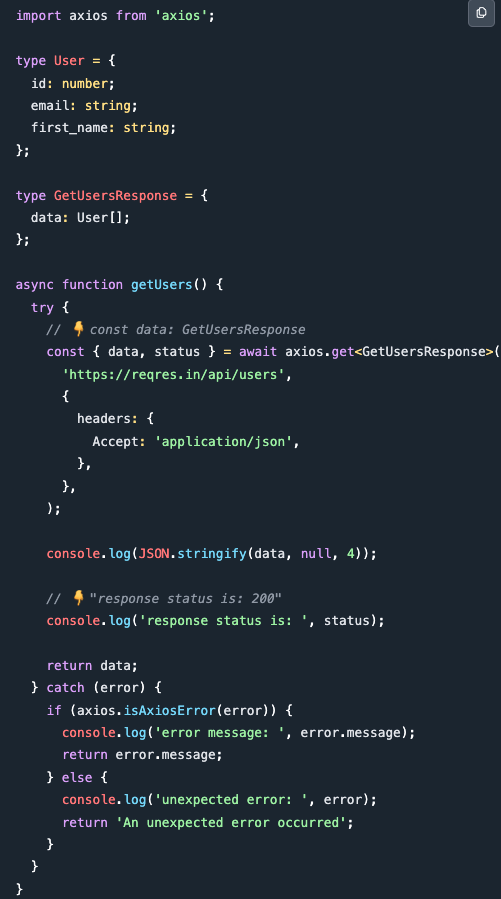 import axios from 'axios';

type User = {
  id: number;
  email: string;
  first_name: string;
};

type GetUsersResponse = {
  data: User[];
};

async function getUsers() {
  try {
    // 👇️ const data: GetUsersResponse
    const { data, status } = await axios.get<GetUsersResponse>(
      'https://reqres.in/api/users',
      {
        headers: {
          Accept: 'application/json',
        },
      },
    );

    console.log(JSON.stringify(data, null, 4));

    // 👇️ "response status is: 200"
    console.log('response status is: ', status);

    return data;
  } catch (error) {
    if (axios.isAxiosError(error)) {
      console.log('error message: ', error.message);
      return error.message;
    } else {
      console.log('unexpected error: ', error);
      return 'An unexpected error occurred';
    }
  }
}